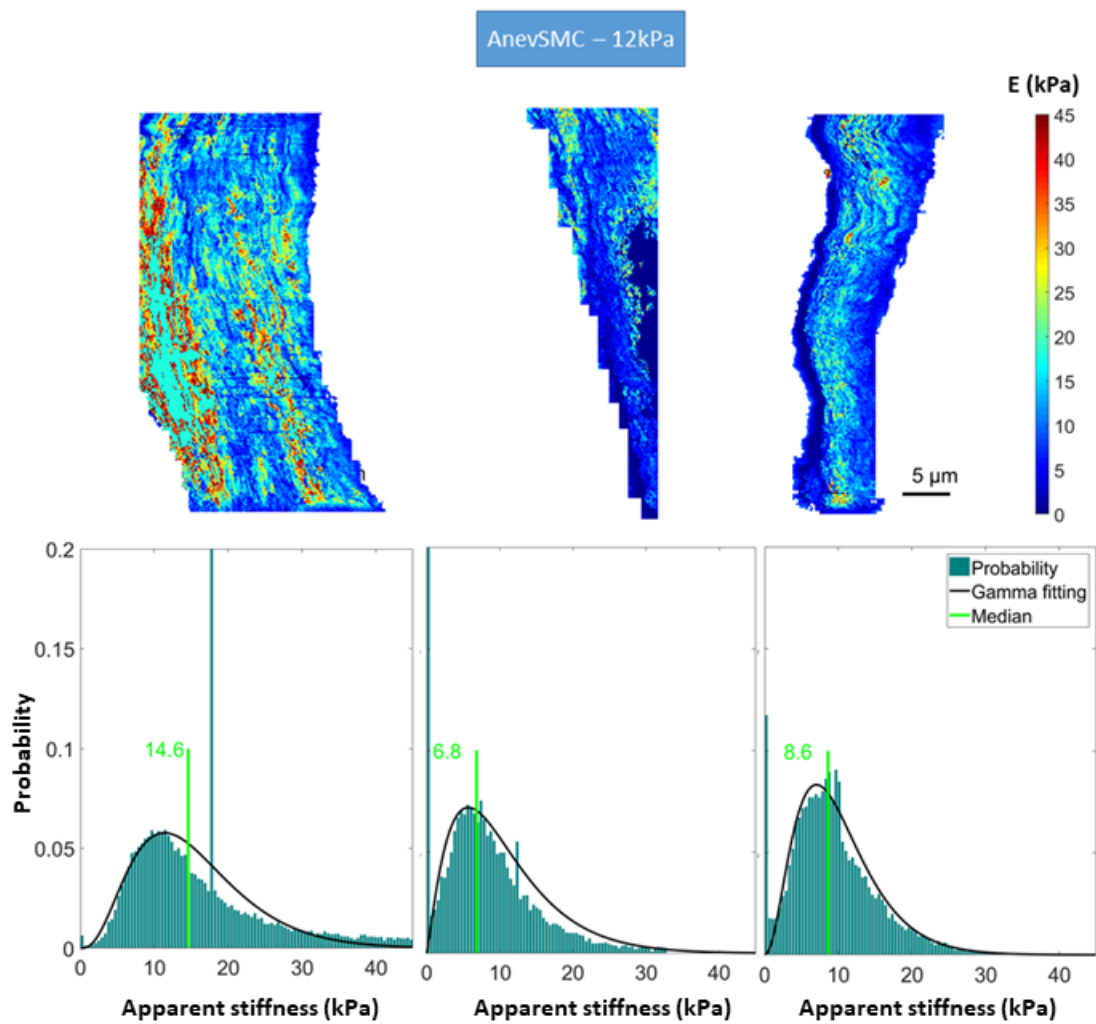 AnevSMC – 12kPa
E (kPa)
45
40
35
30
25
20
15
10
5
0
5 µm
Probability
0.2
0.15
0.1
0.05
0
14.6
0 10 20 30 40
Apparent stiffness (kPa)
6.8
0 10 20 30 40
Apparent stiffness (kPa)
Probability
Gamma fitting
Median
8.6
0 10 20 30 40
Apparent stiffness (kPa)